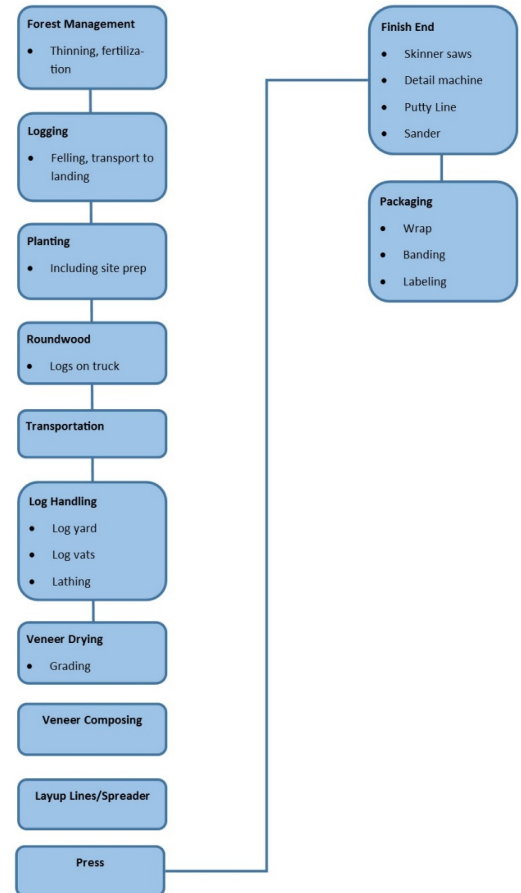 Forest Management
• Thinning, fertiliza-
tion
Logging
• Felling, transport to
landing
Planting
• Including site prep
Roundwood
• Logs on truck
Transportation
Log Handling
• Log yard
• Log vats
• Lathing
Veneer Drying
• Grading
Veneer Composing
Layup Lines/Spreader
Press
Finish End
• Skinner saws
• Detail machine
• Putty Line
• Sander
Packaging
• Wrap
• Banding
• Labeling